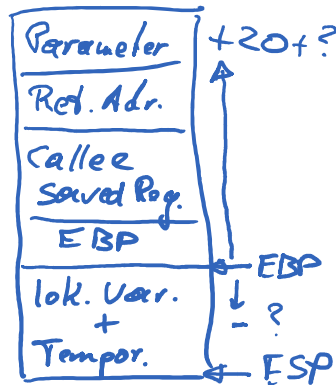 Parameter +20+?
Ret. Adr.
Callee
saved Reg.
EBP
EBP
lok. Var. - ?
+
Tempor. ESP